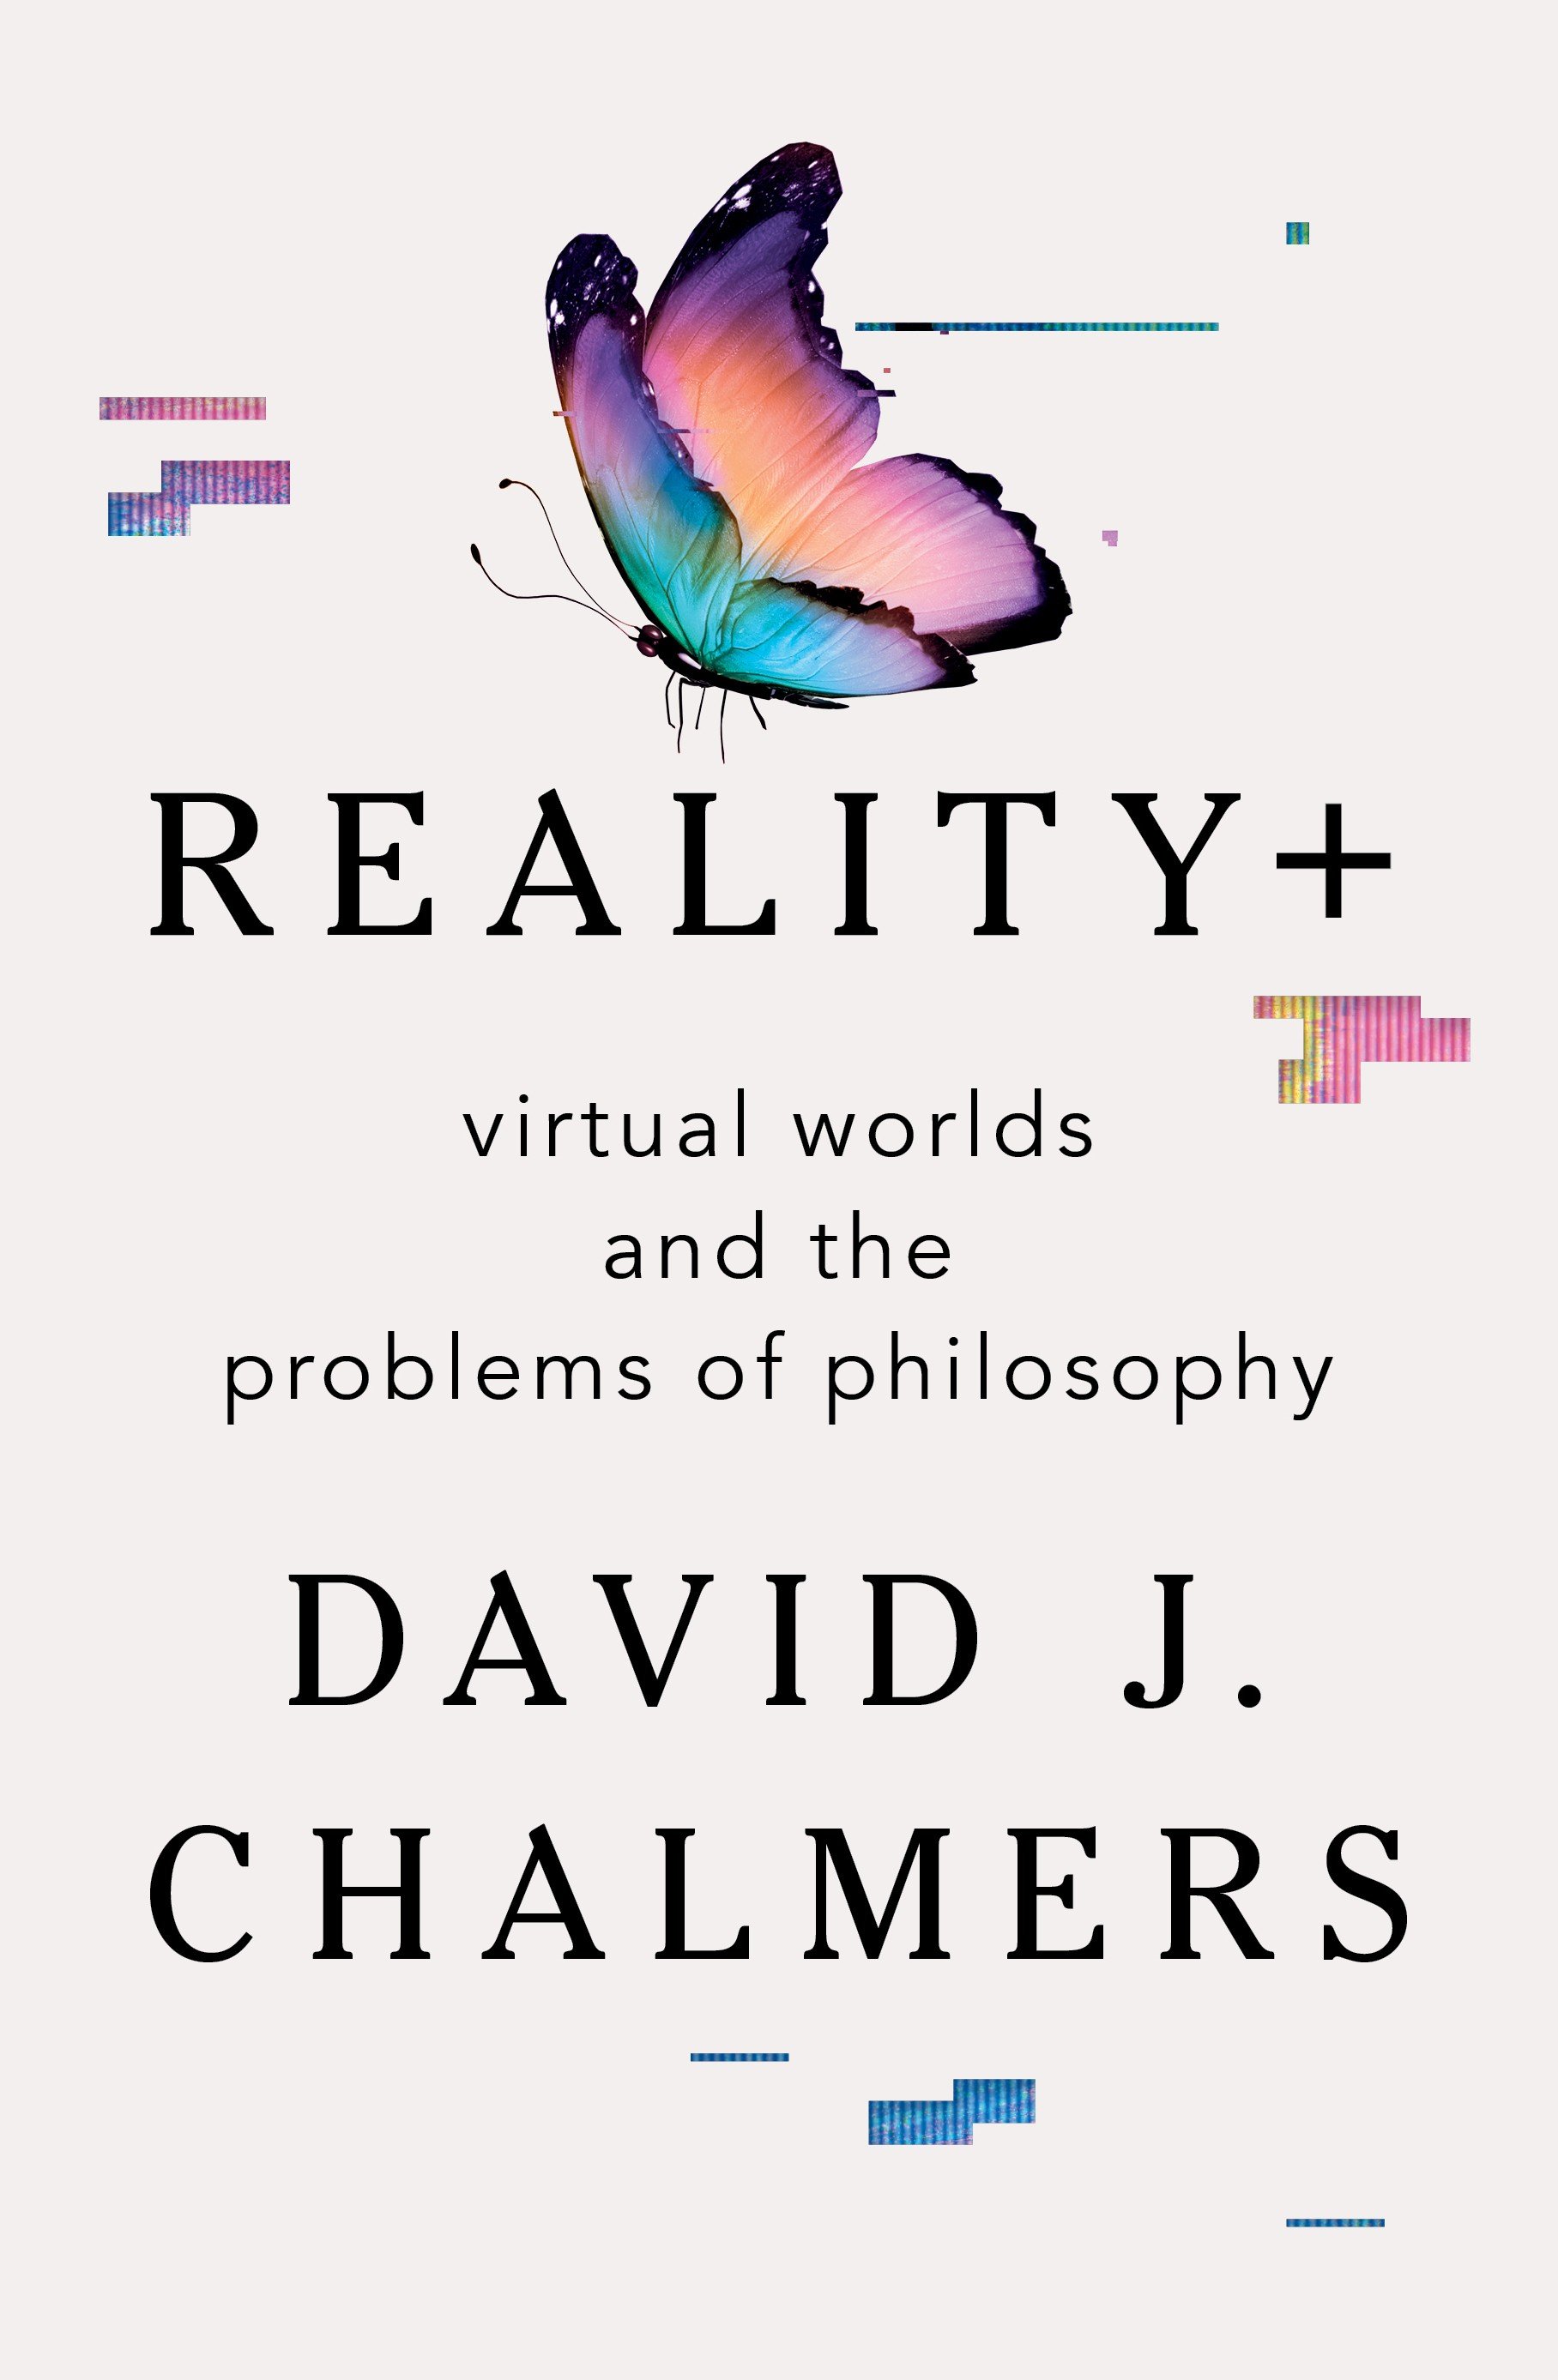 REALITY+
virtual worlds
and the
problems of philosophy
DAVID J.
CHALMERS